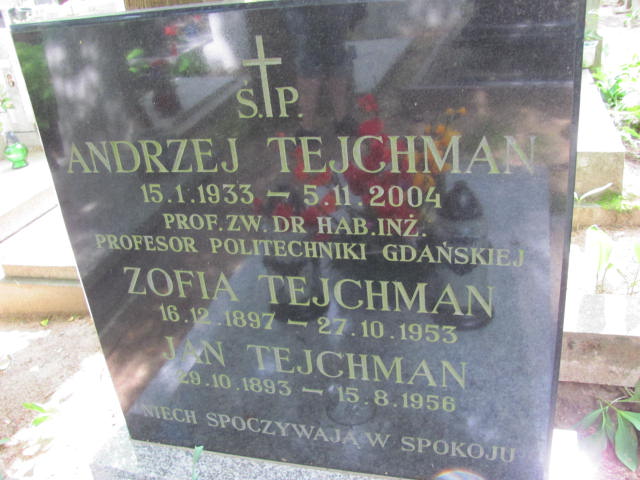 Ś.P.
ANDRZEJ TEJCHMAN
15.1.1933 – 5.11.2004
PROF.ZW.DR HAB.INŻ.
PROFESOR POLITECHNIKI GDAŃSKIEJ
ZOFIA TEJCHMAN
16.12.1897 – 27.10.1953
JAN TEJCHMAN
29.10.1893 – 15.8.1956
NIECH SPOCZYWAJĄ W SPOKOJU